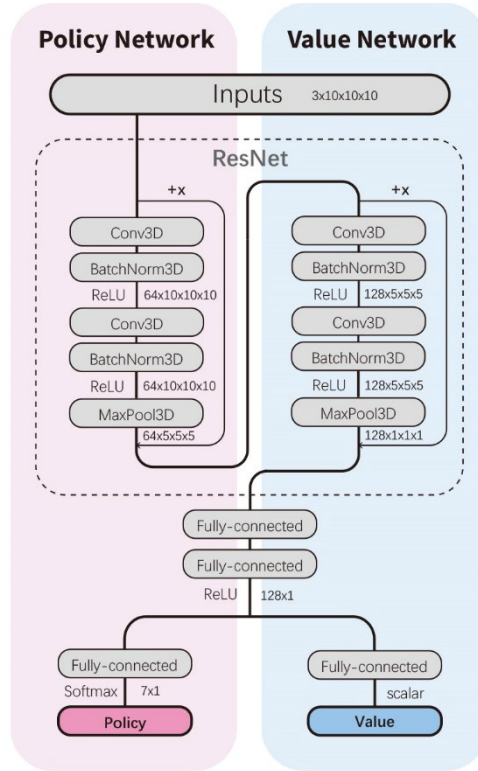 Policy Network
Value Network
Inputs 3x10x10x10
ResNet
+x
Conv3D
BatchNorm3D
ReLU 64x10x10x10
Conv3D
BatchNorm3D
ReLU 64x10x10x10
MaxPool3D
64x5x5x5
+x
Conv3D
BatchNorm3D
ReLU 128x5x5x5
Conv3D
BatchNorm3D
ReLU 128x5x5x5
MaxPool3D
128x1x1x1
Fully-connected
Fully-connected
ReLU 128x1
Fully-connected
Softmax 7x1
Policy
Fully-connected
scalar
Value